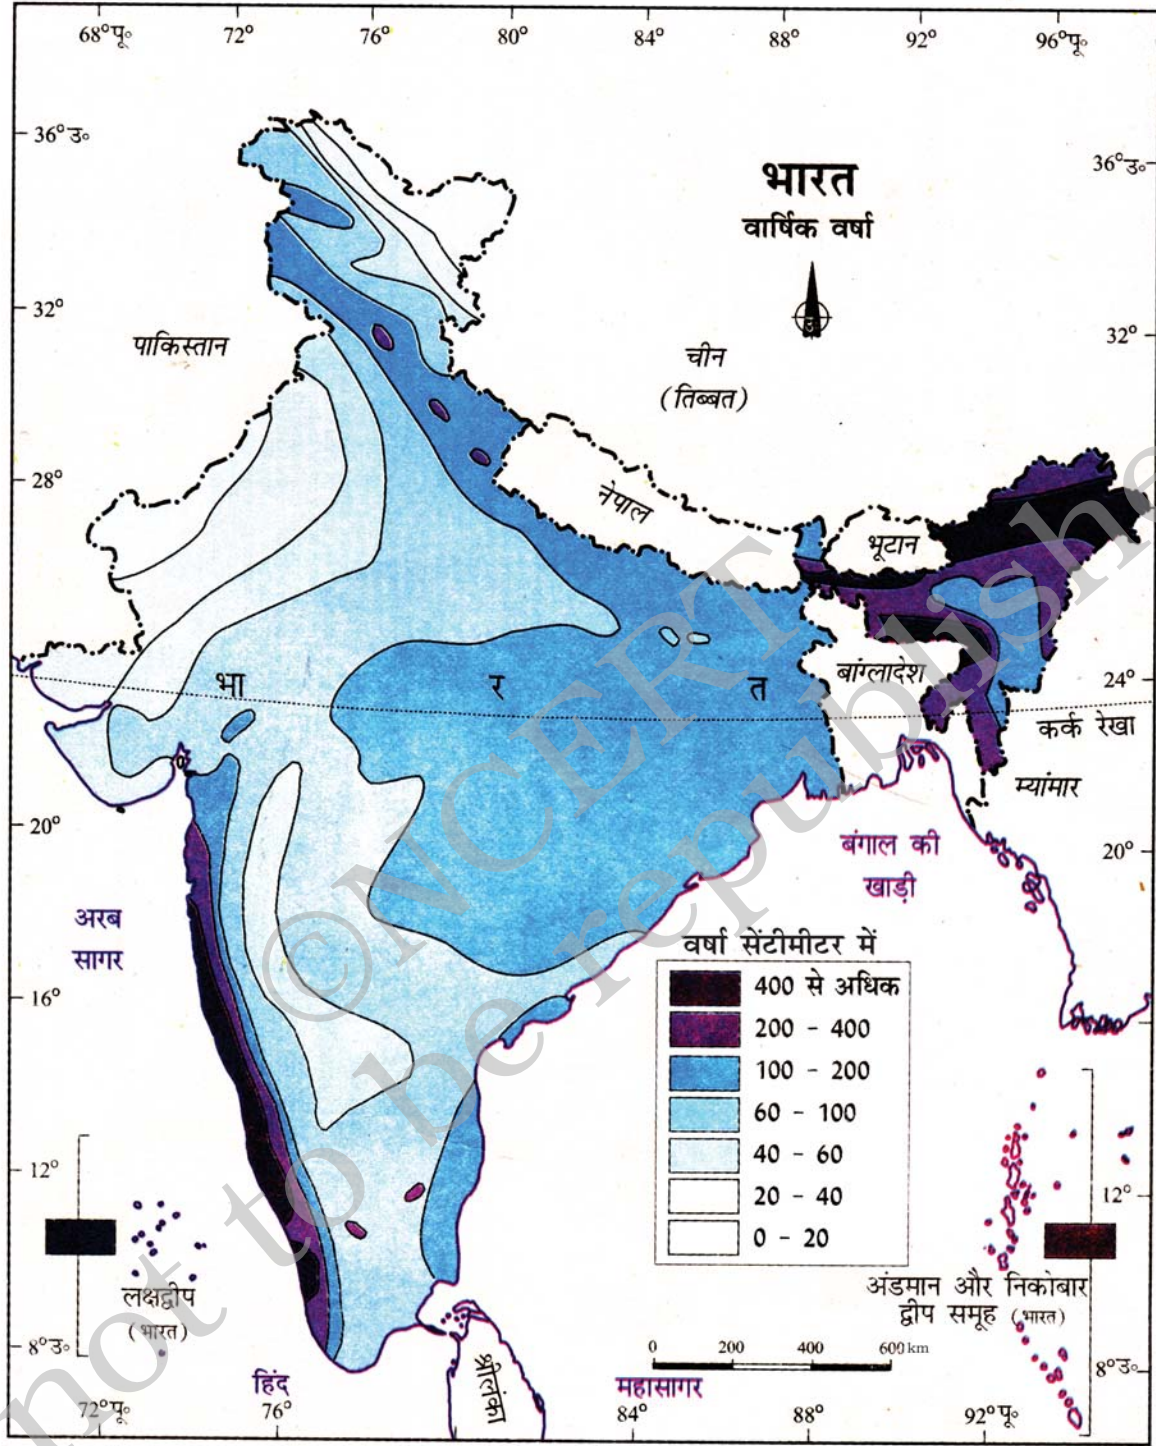 68°पू॰ 72° 76° 80° 84° 88° 92° 96°पू॰
36°उ॰
36°उ॰
भारत
वार्षिक वर्षा
32°
32°
पाकिस्तान
चीन
(तिब्बत)
28°
नेपाल
भूटान
बांग्लादेश
भा र त
24°
कर्क रेखा
म्यांमार
20°
20°
बंगाल की
खाड़ी
अरब
सागर
16°
वर्षा सेंटीमीटर में
400 से अधिक
200 - 400
100 - 200
60 - 100
40 - 60
20 - 40
0 - 20
12°
12°
लक्षद्वीप
(भारत)
अंडमान और निकोबार
द्वीप समूह (भारत)
8°उ॰
8°उ॰
0 200 400 600 km
श्रीलंका
हिंद
महासागर
72°पू॰ 76° 84° 88° 92°पू॰
©NCERT
not to be republished